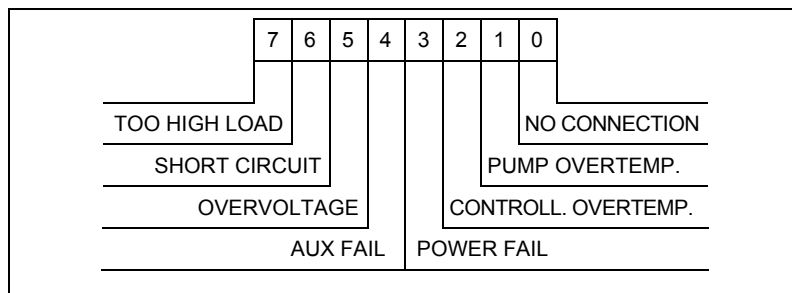 7 6 5 4 3 2 1 0
TOO HIGH LOAD NO CONNECTION
SHORT CIRCUIT PUMP OVERTEMP.
OVERVOLTAGE CONTROLL. OVERTEMP.
AUX FAIL POWER FAIL